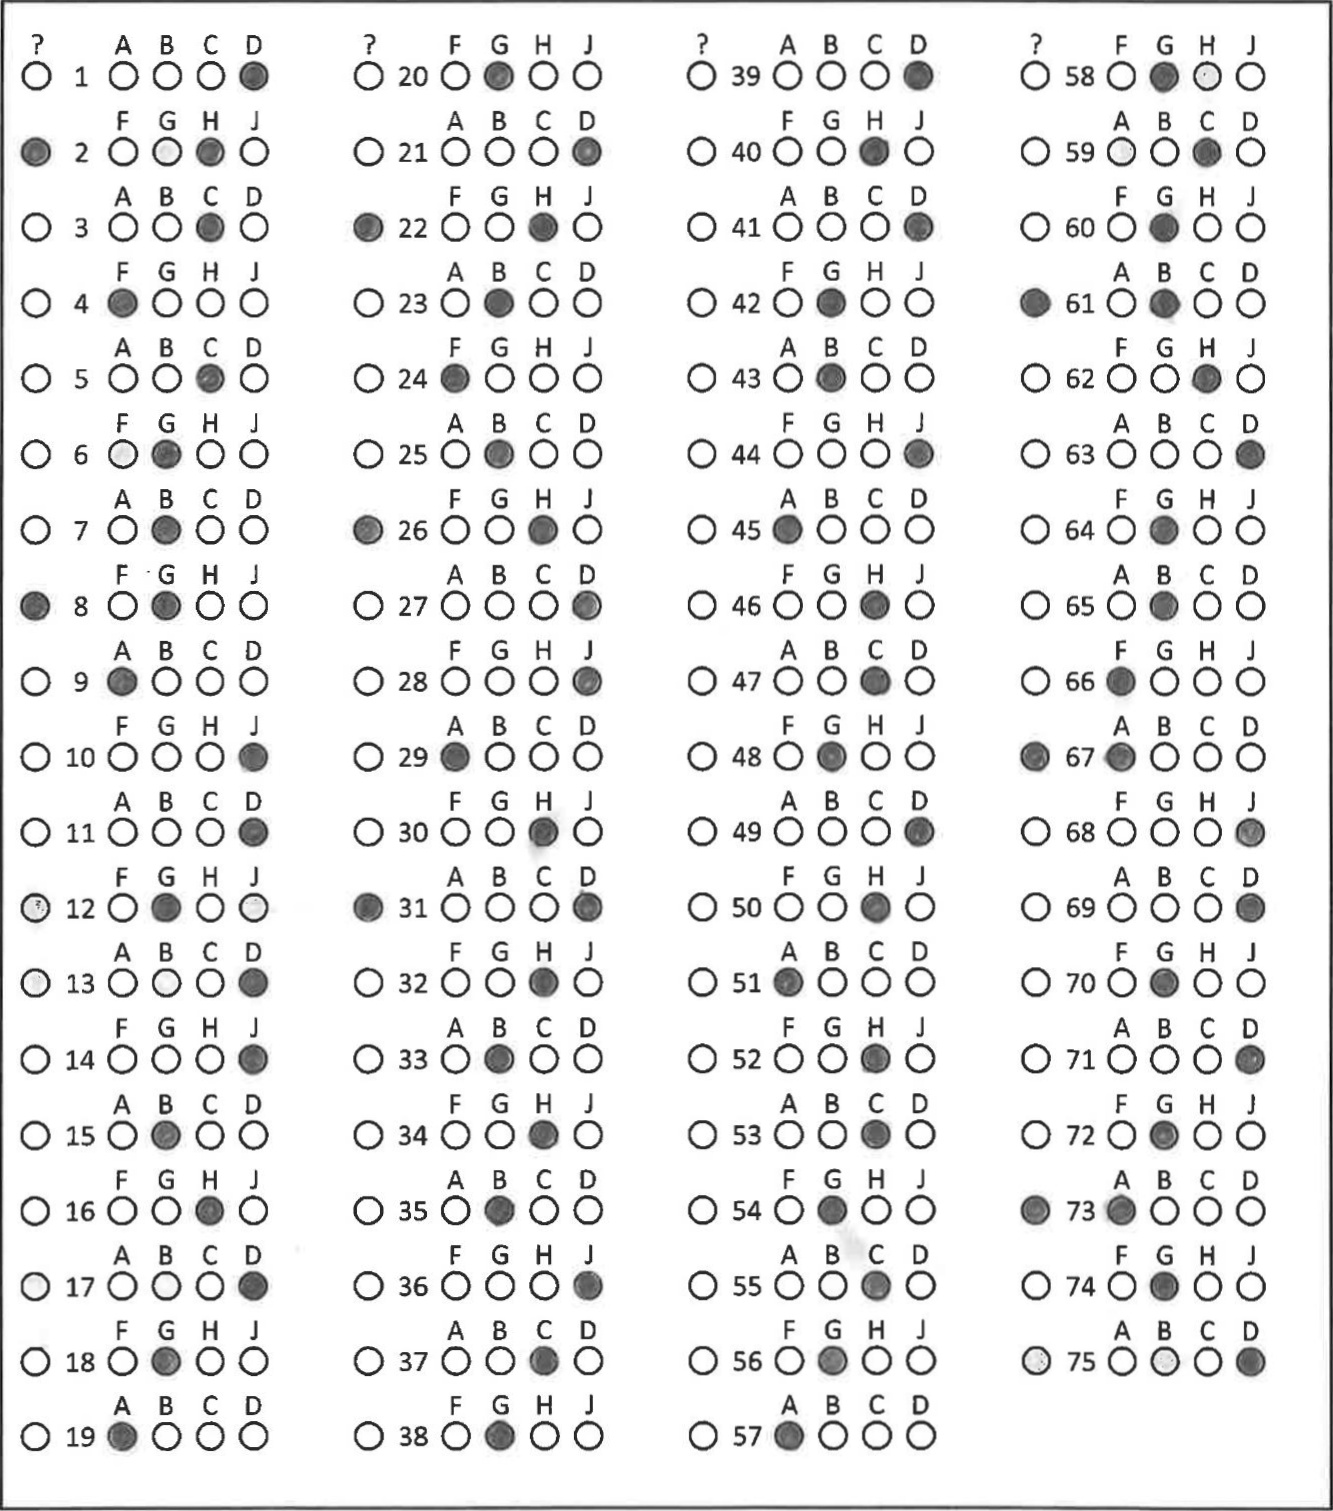 ? A B C D
1
F G H J
2
A B C D
3
F G H J
4
A B C D
5
F G H J
6
A B C D
7
F G H J
8
A B C D
9
F G H J
10
A B C D
11
F G H J
12
A B C D
13
F G H J
14
A B C D
15
F G H J
16
A B C D
17
F G H J
18
A B C D
19
? F G H J
20
A B C D
21
F G H J
22
A B C D
23
F G H J
24
A B C D
25
F G H J
26
A B C D
27
F G H J
28
A B C D
29
F G H J
30
A B C D
31
F G H J
32
A B C D
33
F G H J
34
A B C D
35
F G H J
36
A B C D
37
F G H J
38
? A B C D
39
F G H J
40
A B C D
41
F G H J
42
A B C D
43
F G H J
44
A B C D
45
F G H J
46
A B C D
47
F G H J
48
A B C D
49
F G H J
50
A B C D
51
F G H J
52
A B C D
53
F G H J
54
A B C D
55
F G H J
56
A B C D
57
? F G H J
58
A B C D
59
F G H J
60
A B C D
61
F G H J
62
A B C D
63
F G H J
64
A B C D
65
F G H J
66
A B C D
67
F G H J
68
A B C D
69
F G H J
70
A B C D
71
F G H J
72
A B C D
73
F G H J
74
A B C D
75